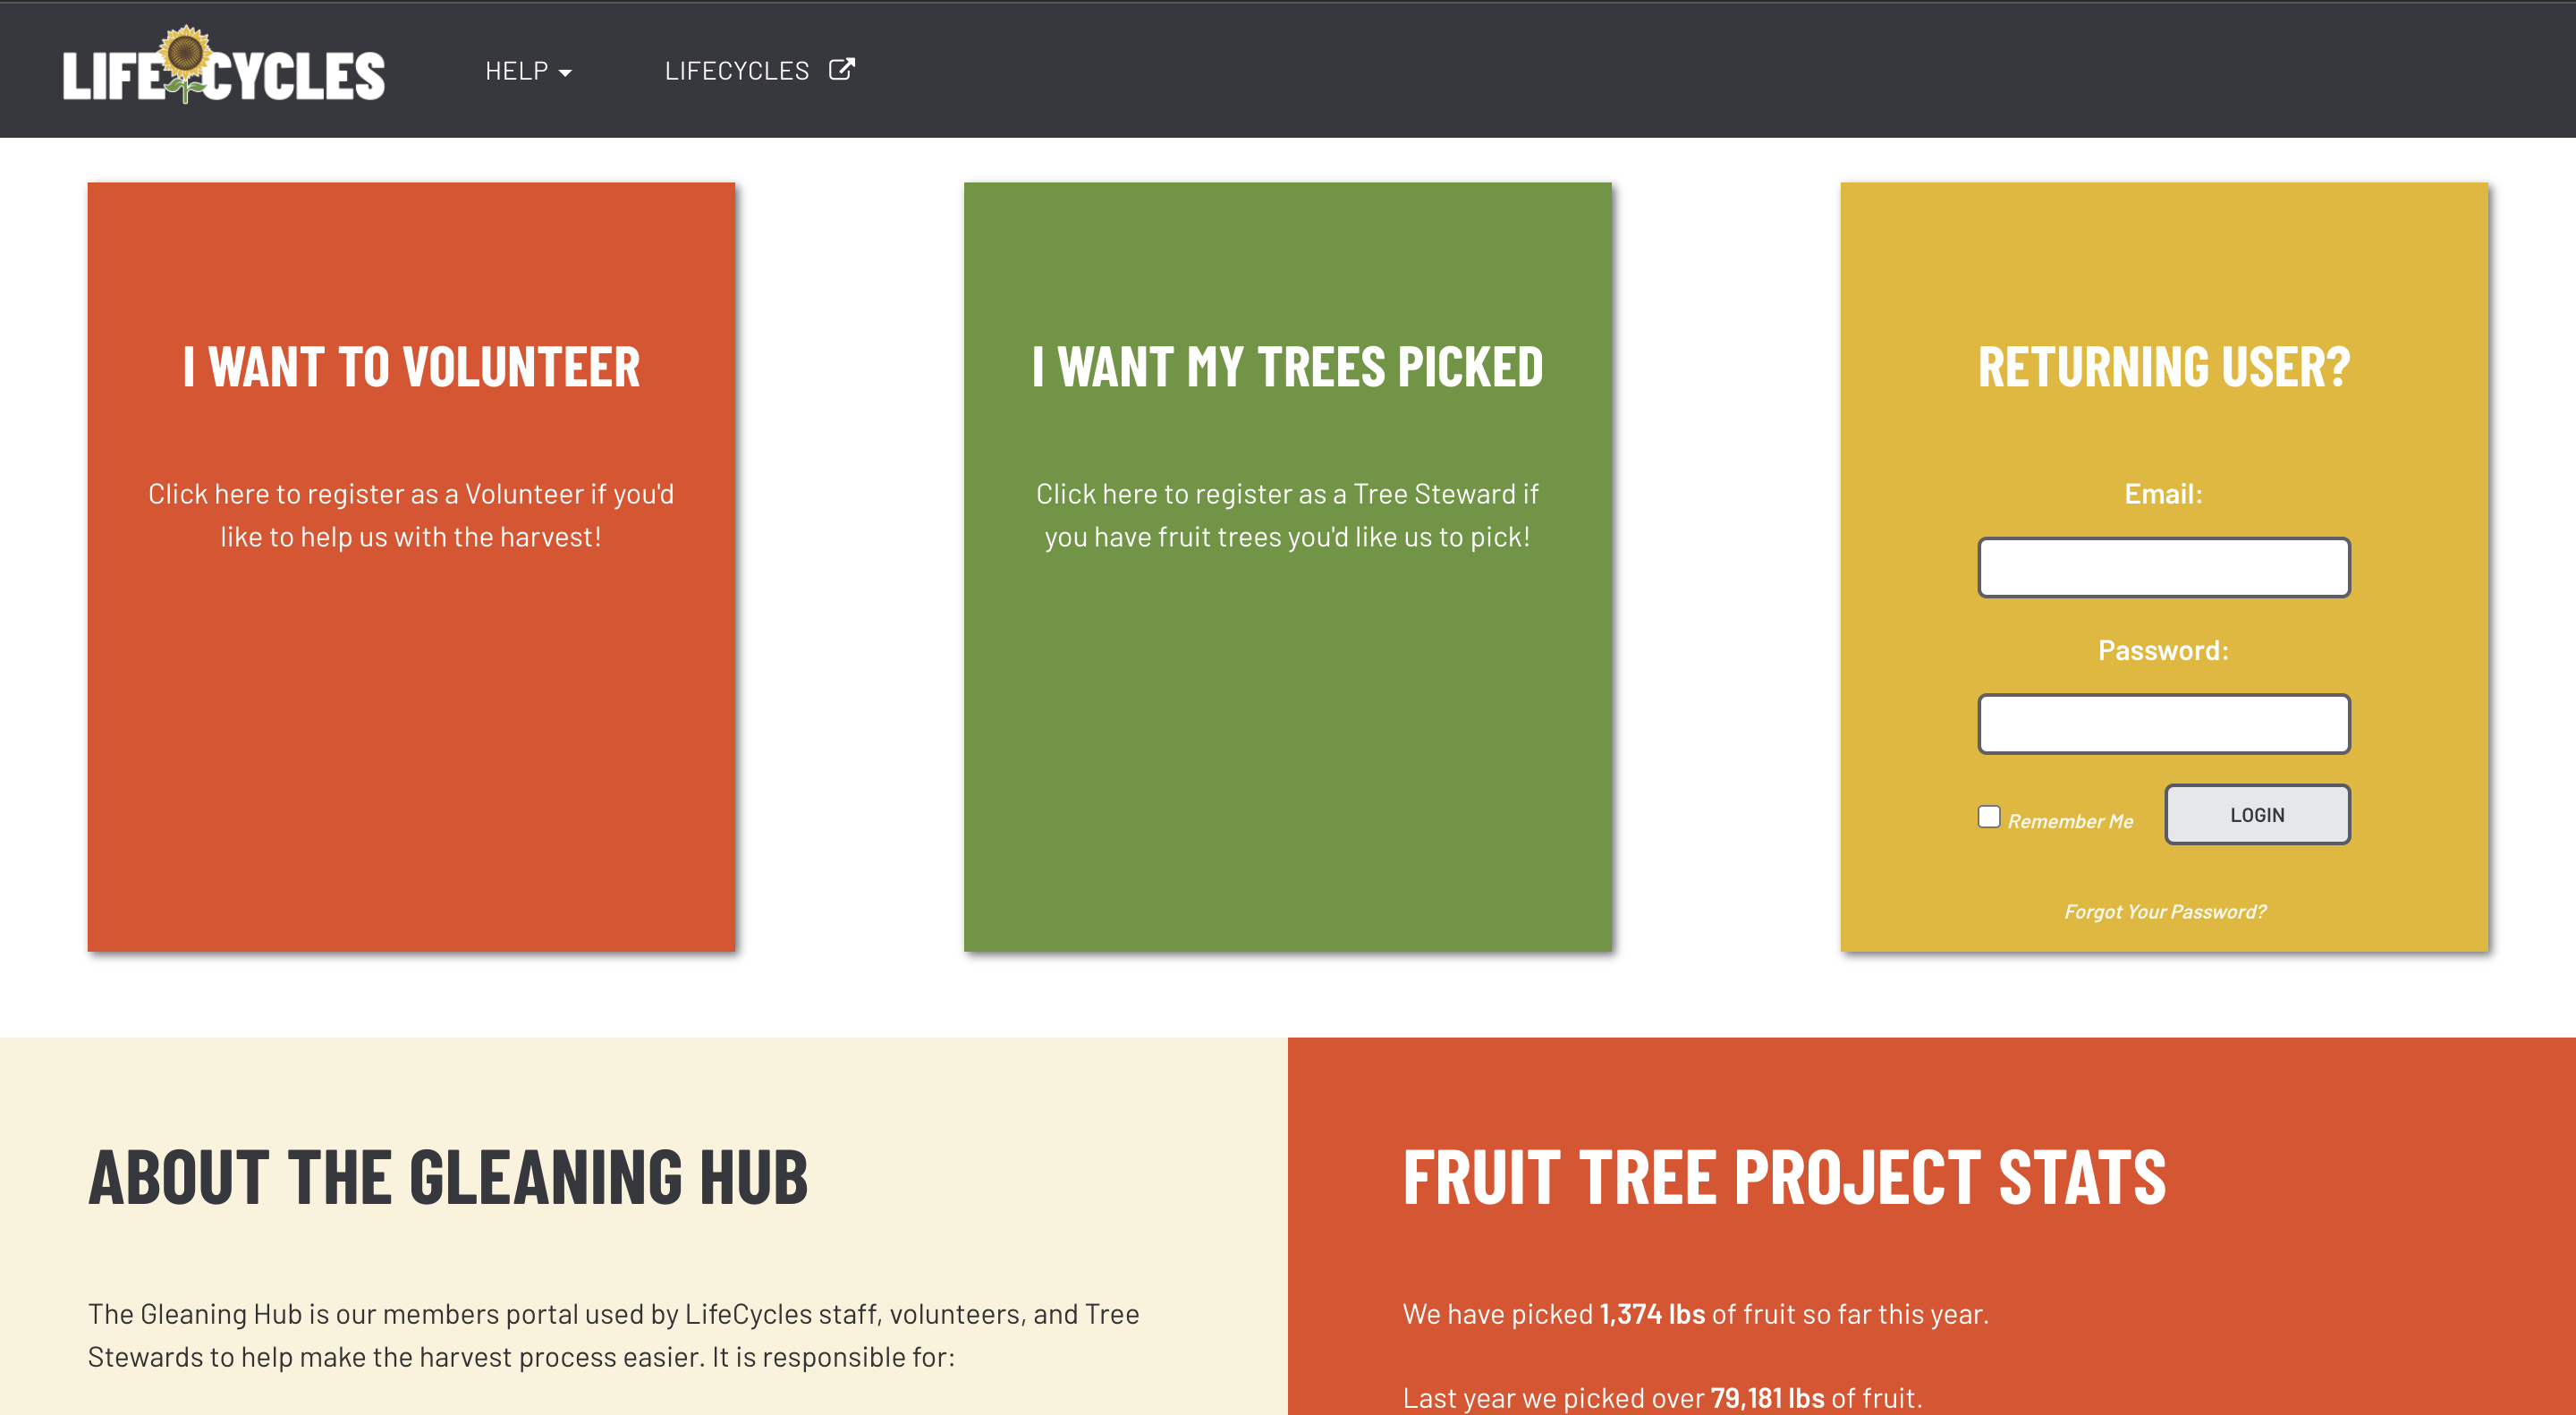 LIFECYCLES
HELP
LIFECYCLES
I WANT TO VOLUNTEER
Click here to register as a Volunteer if you'd
like to help us with the harvest!
I WANT MY TREES PICKED
Click here to register as a Tree Steward if
you have fruit trees you'd like us to pick!
RETURNING USER?
Email:
Password:
Remember Me
LOGIN
Forgot Your Password?
ABOUT THE GLEANING HUB
The Gleaning Hub is our members portal used by LifeCycles staff, volunteers, and Tree
Stewards to help make the harvest process easier. It is responsible for:
FRUIT TREE PROJECT STATS
We have picked 1,374 lbs of fruit so far this year.
Last year we picked over 79,181 lbs of fruit.